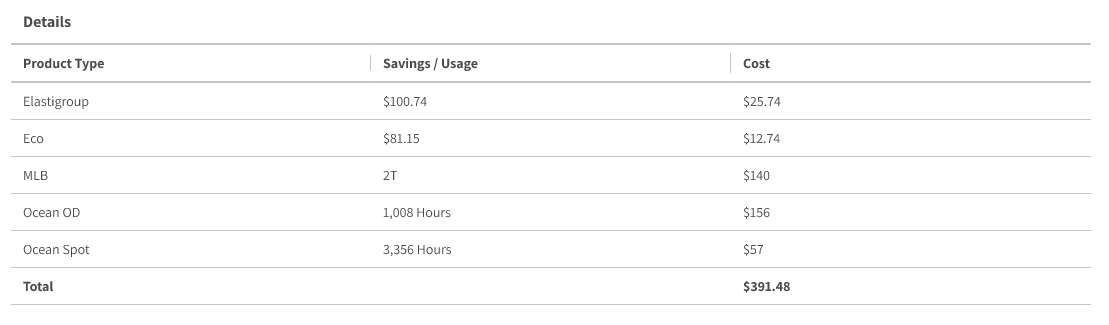 Details
Product Type Savings / Usage Cost
Elastigroup $100.74 $25.74
Eco $81.15 $12.74
MLB 2T $140
Ocean OD 1,008 Hours $156
Ocean Spot 3,356 Hours $57
Total $391.48